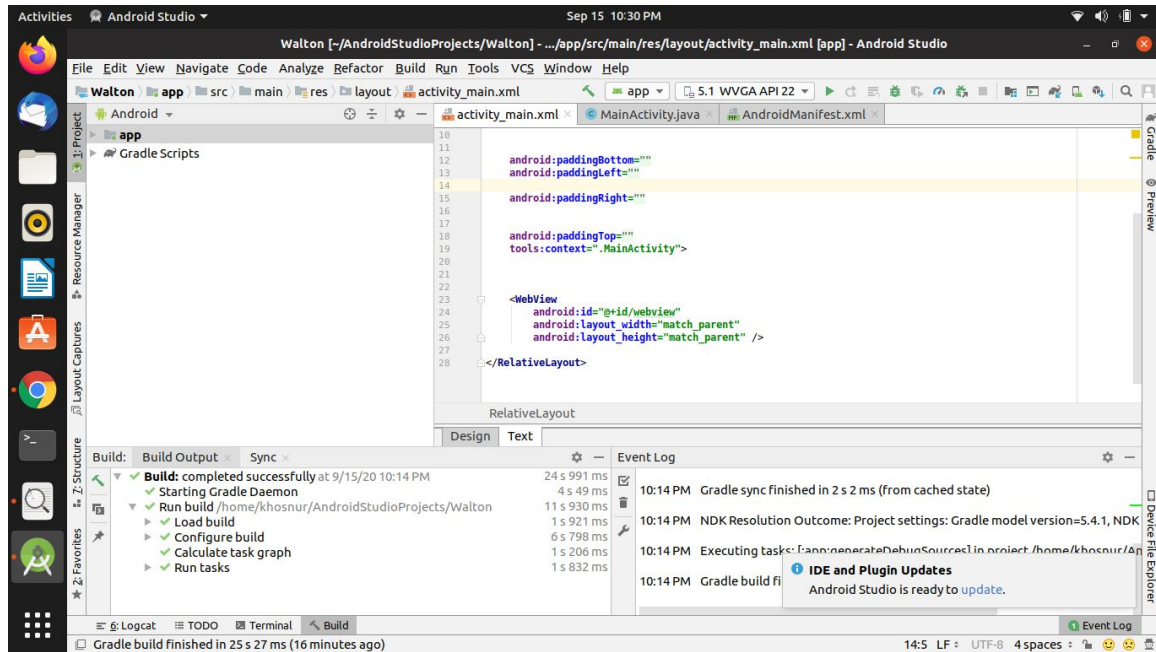 Activities Android Studio Sep 15 10:30 PM
Walton [~/AndroidStudioProjects/Walton] - .../app/src/main/res/layout/activity_main.xml [app] - Android Studio
File Edit View Navigate Code Analyze Refactor Build Run Tools VCS Window Help
Walton app src main res layout activity_main.xml app 5.1 WVGA API 22
Android activity_main.xml MainActivity.java AndroidManifest.xml
1: Project
Resource Manager
Layout Captures
Z: Structure
2: Favorites
app
Gradle Scripts
10
11
12 android:paddingBottom=""
13 android:paddingLeft=""
14
15 android:paddingRight=""
16
17
18 android:paddingTop=""
19 tools:context=".MainActivity">
20
21
22
23 <WebView
24 android:id="@+id/webview"
25 android:layout_width="match_parent"
26 android:layout_height="match_parent" />
27
28 </RelativeLayout>
RelativeLayout
Design Text
Gradle
Preview
Device File Explorer
Build: Build Output Sync
Build: completed successfully at 9/15/20 10:14 PM 24 s 991 ms
Starting Gradle Daemon 4 s 49 ms
Run build /home/khosnur/AndroidStudioProjects/Walton 11 s 930 ms
Load build 1 s 921 ms
Configure build 6 s 798 ms
Calculate task graph 1 s 206 ms
Run tasks 1 s 832 ms
Event Log
10:14 PM Gradle sync finished in 2 s 2 ms (from cached state)
10:14 PM NDK Resolution Outcome: Project settings: Gradle model version=5.4.1, NDK
10:14 PM Executing tasks: [:app:generateDebugSources] in project /home/khosnur/An
10:14 PM Gradle build fi
IDE and Plugin Updates
Android Studio is ready to update.
6: Logcat TODO Terminal Build 1 Event Log
Gradle build finished in 25 s 27 ms (16 minutes ago) 14:5 LF UTF-8 4 spaces